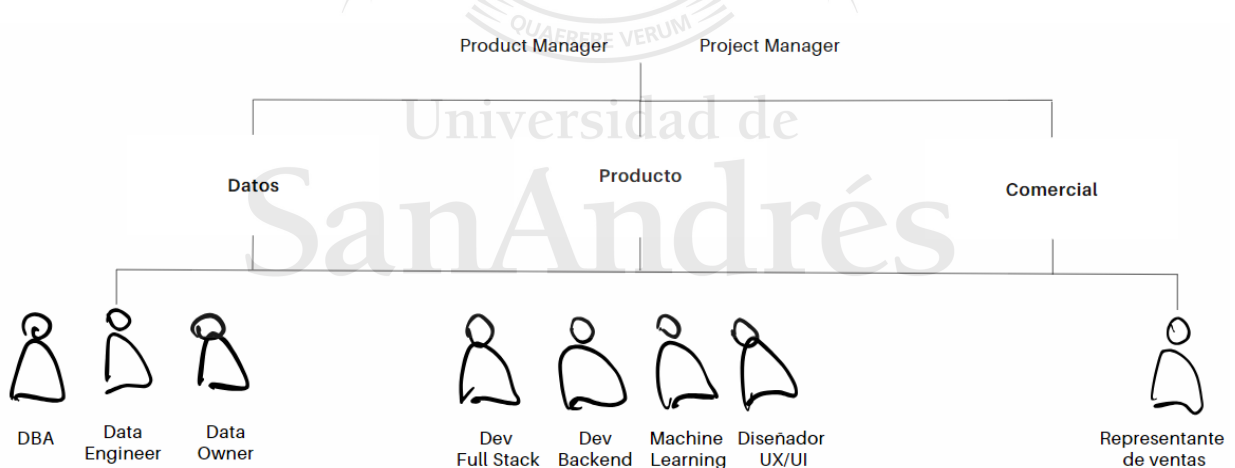 QUAERERE VERUM
Product Manager
Project Manager
Universidad de
SanAndrés
Datos
Producto
Comercial
DBA
Data
Engineer
Data
Owner
Dev
Full Stack
Dev
Backend
Machine
Learning
Diseñador
UX/UI
Representante
de ventas